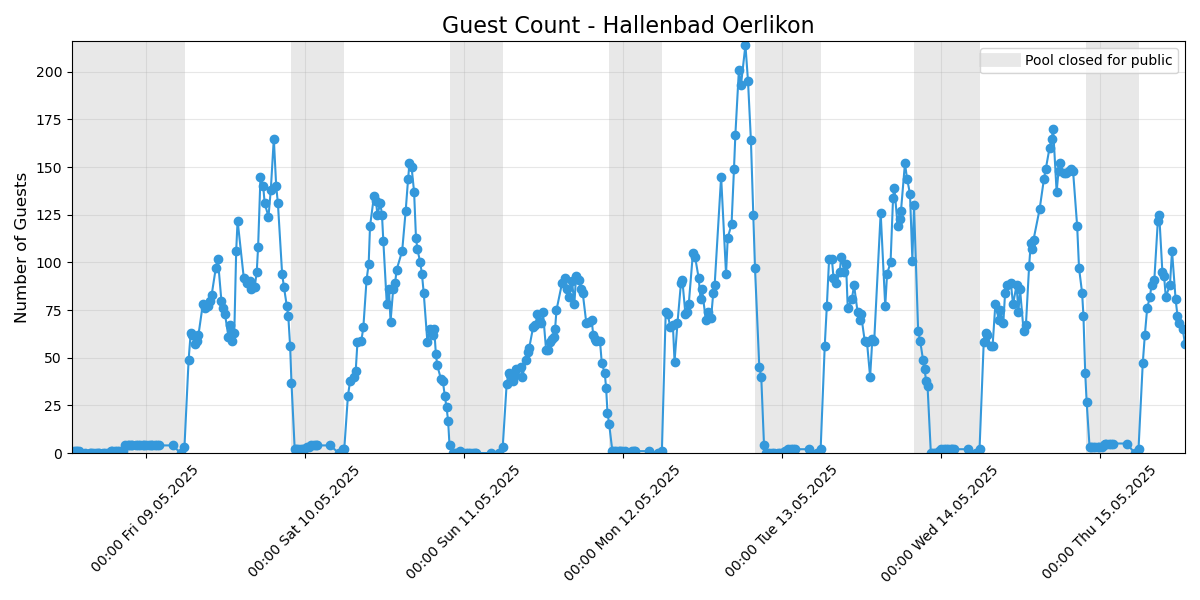 Guest Count - Hallenbad Oerlikon
Pool closed for public
Number of Guests
200
175
150
125
100
75
50
25
0
00:00 Fri 09.05.2025
00:00 Sat 10.05.2025
00:00 Sun 11.05.2025
00:00 Mon 12.05.2025
00:00 Tue 13.05.2025
00:00 Wed 14.05.2025
00:00 Thu 15.05.2025